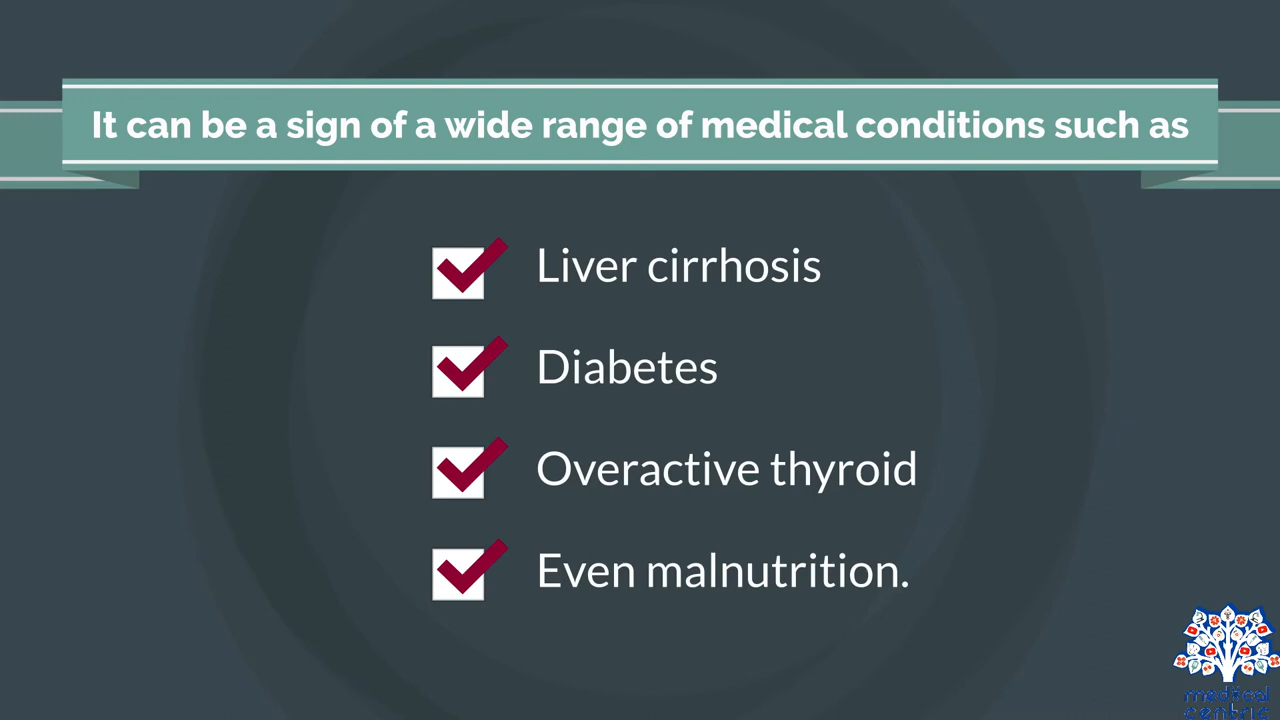 It can be a sign of a wide range of medical conditions such as
Liver cirrhosis
Diabetes
Overactive thyroid
Even malnutrition.
medical
centric